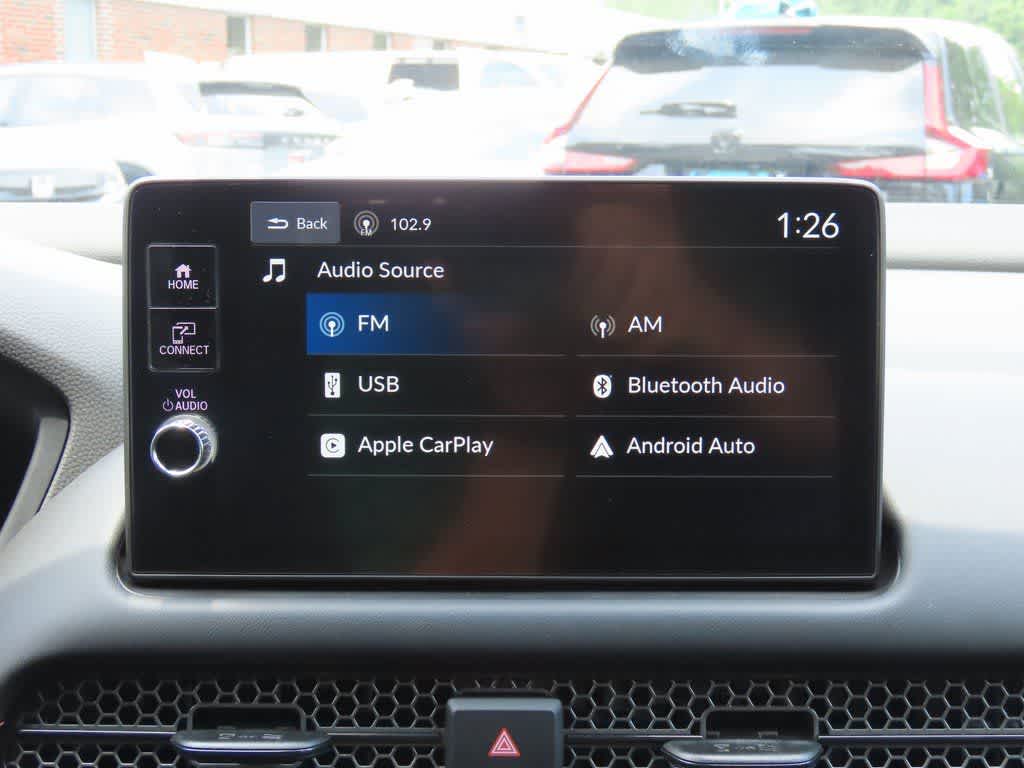 Back
FM
102.9
1:26
HOME
CONNECT
VOL
AUDIO
Audio Source
FM
AM
USB
Bluetooth Audio
Apple CarPlay
Android Auto